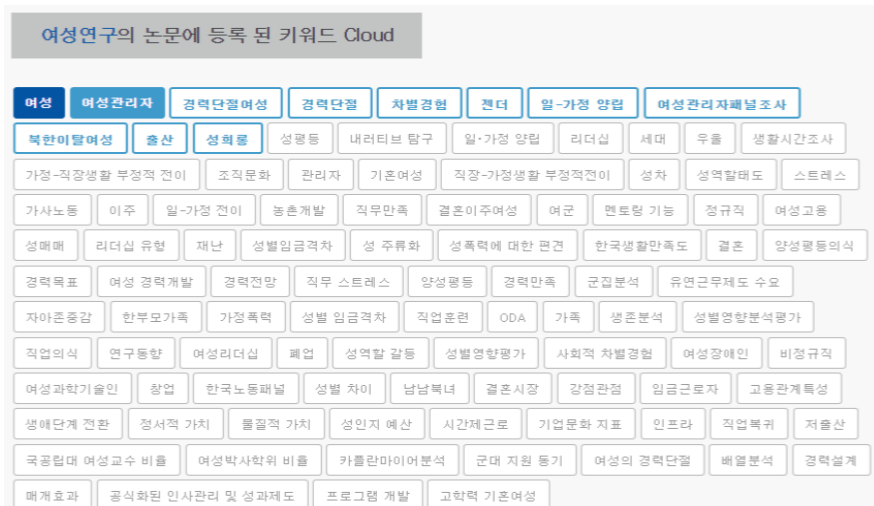 여성연구의 논문에 등록 된 키워드 Cloud
여성 여성관리자 경력단절여성 경력단절 차별경험 젠더 일-가정 양립 여성관리자패널조사
북한이탈여성 출산 성희롱 성평등 내러티브 탐구 일·가정 양립 리더십 세대 우울 생활시간조사
가정-직장생활 부정적 전이 조직문화 관리자 기혼여성 직장-가정생활 부정적전이 성차 성역할태도 스트레스
가사노동 이주 일-가정 전이 농촌개발 직무만족 결혼이주여성 여군 멘토링 기능 정규직 여성고용
성매매 리더십 유형 재난 성별임금격차 성 주류화 성폭력에 대한 편견 한국생활만족도 결혼 양성평등의식
경력목표 여성 경력개발 경력전망 직무 스트레스 양성평등 경력만족 군집분석 유연근무제도 수요
자아존중감 한부모가족 가정폭력 성별 임금격차 직업훈련 ODA 가족 생존분석 성별영향분석평가
직업의식 연구동향 여성리더십 폐업 성역할 갈등 성별영향평가 사회적 차별경험 여성장애인 비정규직
여성과학기술인 창업 한국노동패널 성별 차이 남남북녀 결혼시장 강점관점 임금근로자 고용관계특성
생애단계 전환 정서적 가치 물질적 가치 성인지 예산 시간제근로 기업문화 지표 인프라 직업복귀 저출산
국공립대 여성교수 비율 여성박사학위 비율 카플란마이어분석 군대 지원 동기 여성의 경력단절 배열분석 경력설계
매개효과 공식화된 인사관리 및 성과제도 프로그램 개발 고학력 기혼여성